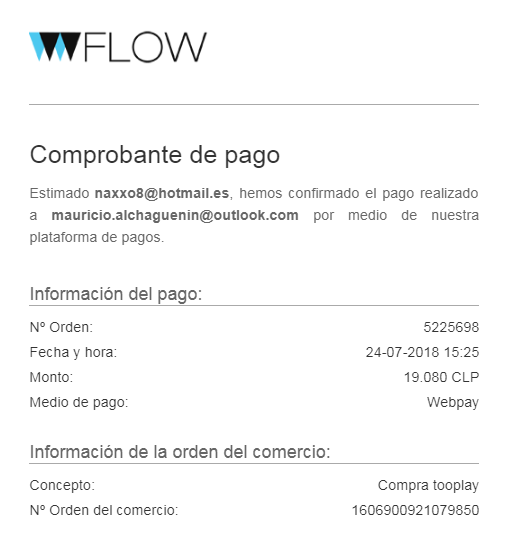 FLOW
Comprobante de pago
Estimado naxxo8@hotmail.es, hemos confirmado el pago realizado
a mauricio.alchaguenin@outlook.com por medio de nuestra
plataforma de pagos.
Información del pago:
Nº Orden: 5225698
Fecha y hora: 24-07-2018 15:25
Monto: 19.080 CLP
Medio de pago: Webpay
Información de la orden del comercio:
Concepto: Compra tooplay
Nº Orden del comercio: 1606900921079850